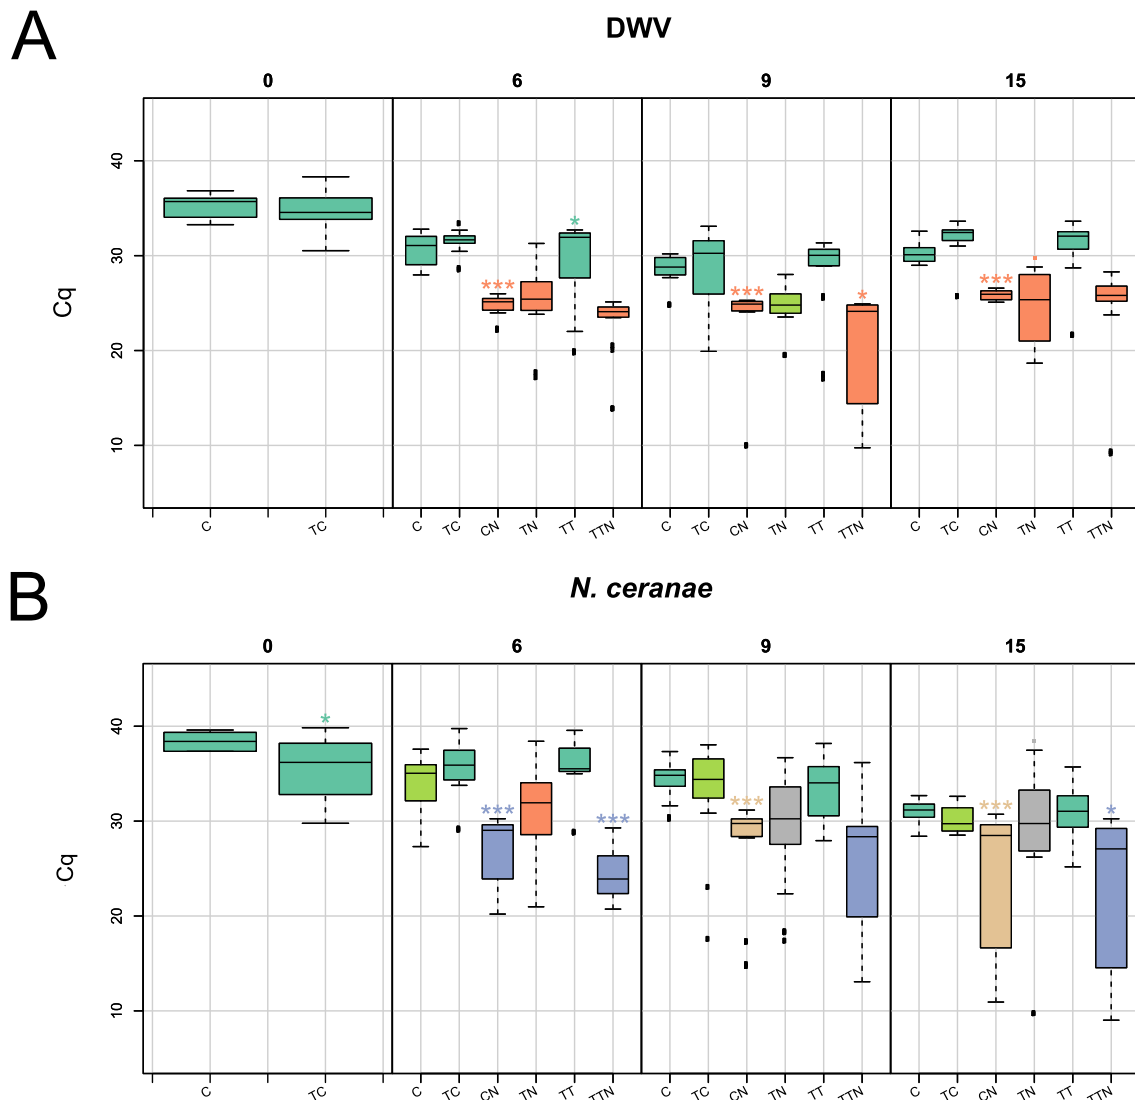 A
DWV
0 6 9 15
Cq
40
30
20
10
* *** *** * ***
C TC C TC CN TN TT TTN C TC CN TN TT TTN C TC CN TN TT TTN
B
N. ceranae
0 6 9 15
Cq
40
30
20
10
* *** *** *** *** *
C TC C TC CN TN TT TTN C TC CN TN TT TTN C TC CN TN TT TTN